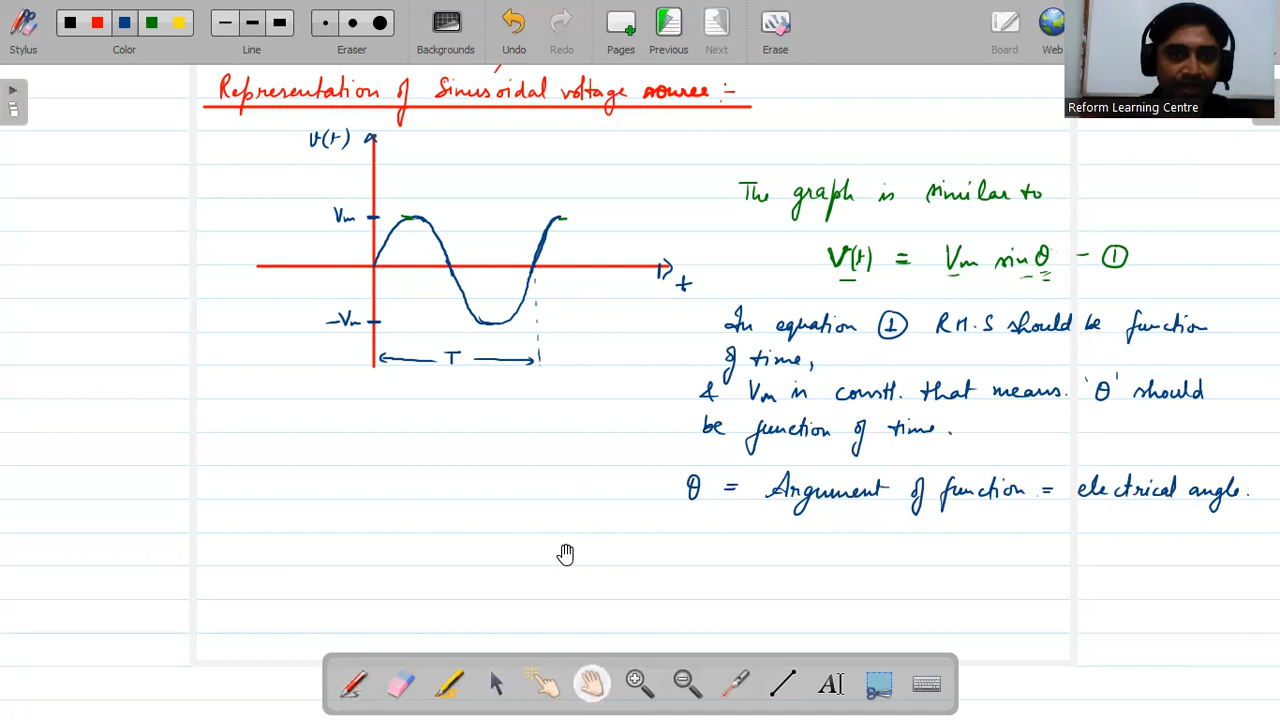 Stylus
Color
Line
Eraser
Backgrounds
Undo
Redo
Pages
Previous
Next
Erase
Board
Web
Reform Learning Centre
Representation of Sinusoidal voltage source :-
v(t)
Vm
-Vm
T
t
The graph is similar to
V(t) = Vm sinθ - ①
In equation ① R.H.S should be function
of time,
& Vm is constt. that means 'θ' should
be function of time.
θ = Argument of function = electrical angle.